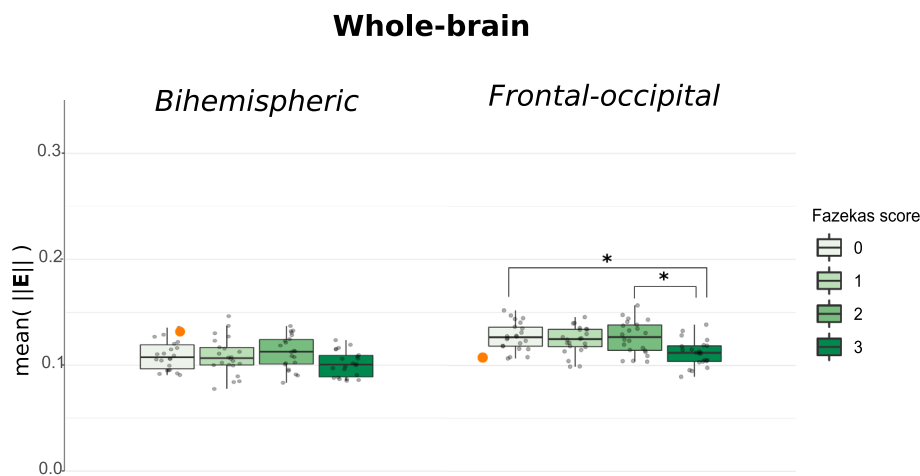 Whole-brain
Bihemispheric
Frontal-occipital
0.3
0.2
0.1
0.0
mean( ||E|| )
*
*
Fazekas score
0
1
2
3